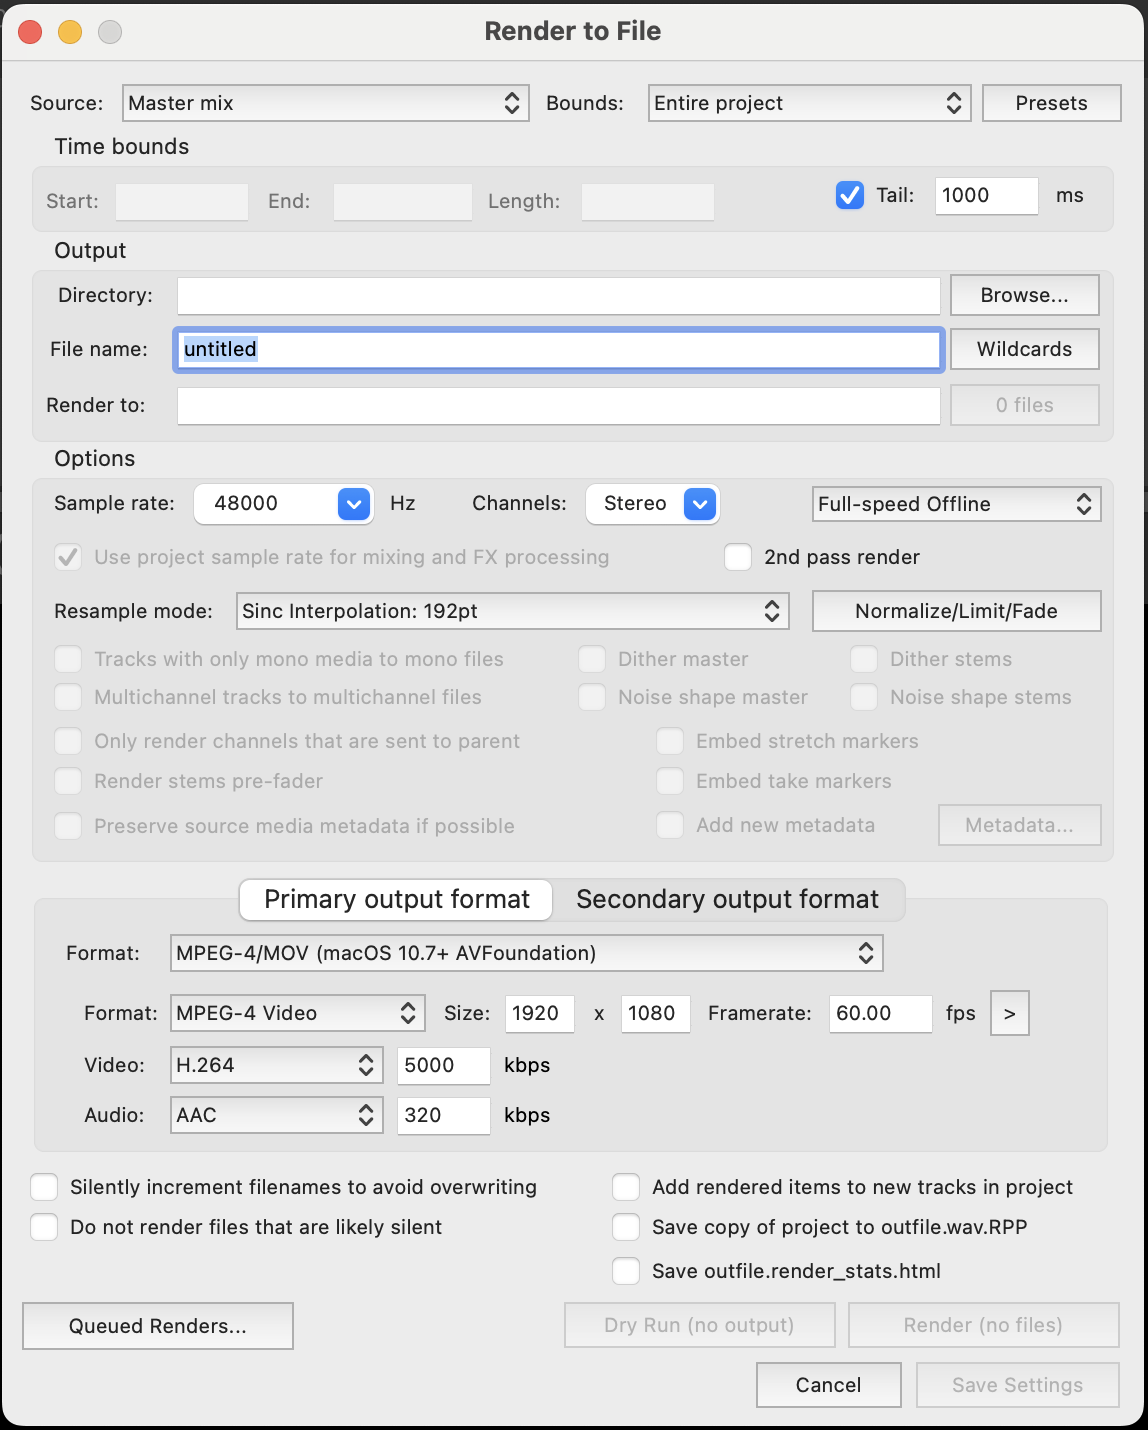 Render to File
Source: Master mix Bounds: Entire project Presets
Time bounds
Start: End: Length: Tail: 1000 ms
Output
Directory: Browse...
File name: untitled Wildcards
Render to: 0 files
Options
Sample rate: 48000 Hz Channels: Stereo Full-speed Offline
Use project sample rate for mixing and FX processing 2nd pass render
Resample mode: Sinc Interpolation: 192pt Normalize/Limit/Fade
Tracks with only mono media to mono files Dither master Dither stems
Multichannel tracks to multichannel files Noise shape master Noise shape stems
Only render channels that are sent to parent Embed stretch markers
Render stems pre-fader Embed take markers
Preserve source media metadata if possible Add new metadata Metadata...
Primary output format Secondary output format
Format: MPEG-4/MOV (macOS 10.7+ AVFoundation)
Format: MPEG-4 Video Size: 1920 x 1080 Framerate: 60.00 fps >
Video: H.264 5000 kbps
Audio: AAC 320 kbps
Silently increment filenames to avoid overwriting Add rendered items to new tracks in project
Do not render files that are likely silent Save copy of project to outfile.wav.RPP
Save outfile.render_stats.html
Queued Renders... Dry Run (no output) Render (no files)
Cancel Save Settings